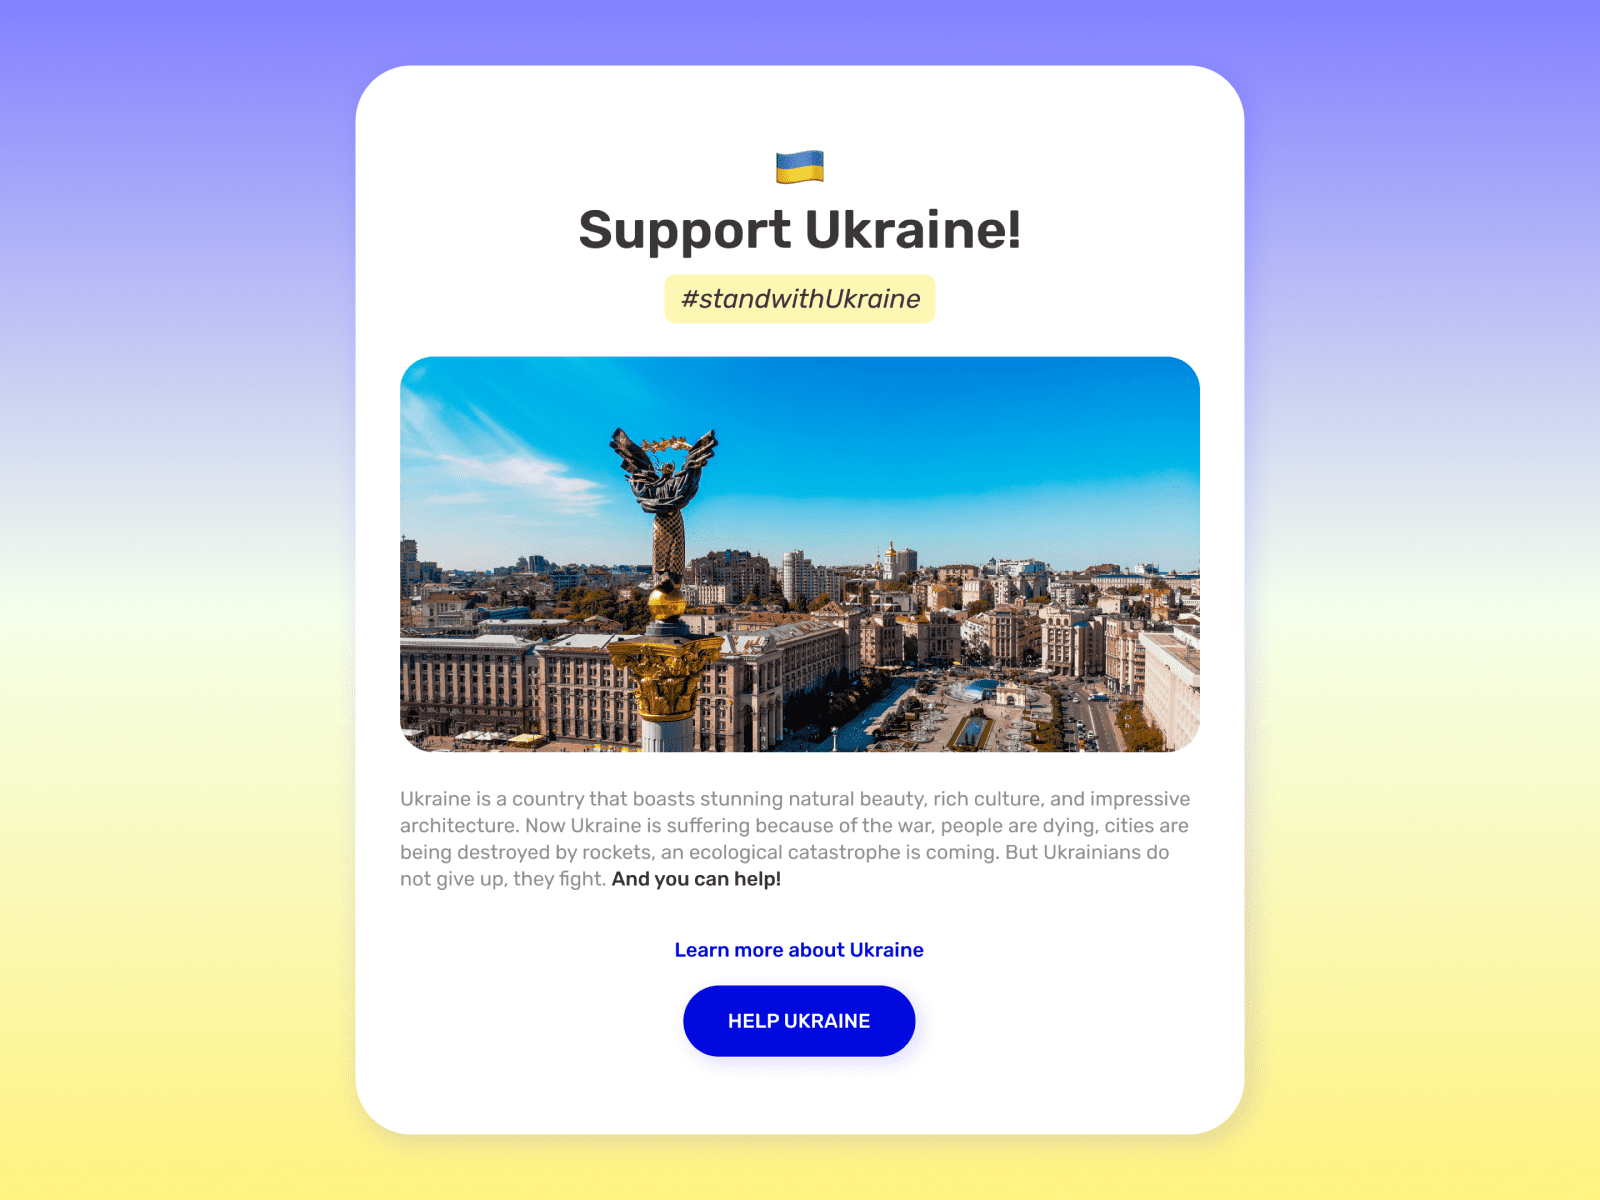 Support Ukraine!
#standwithUkraine
Ukraine is a country that boasts stunning natural beauty, rich culture, and impressive
architecture. Now Ukraine is suffering because of the war, people are dying, cities are
being destroyed by rockets, an ecological catastrophe is coming. But Ukrainians do
not give up, they fight. And you can help!
Learn more about Ukraine
HELP UKRAINE